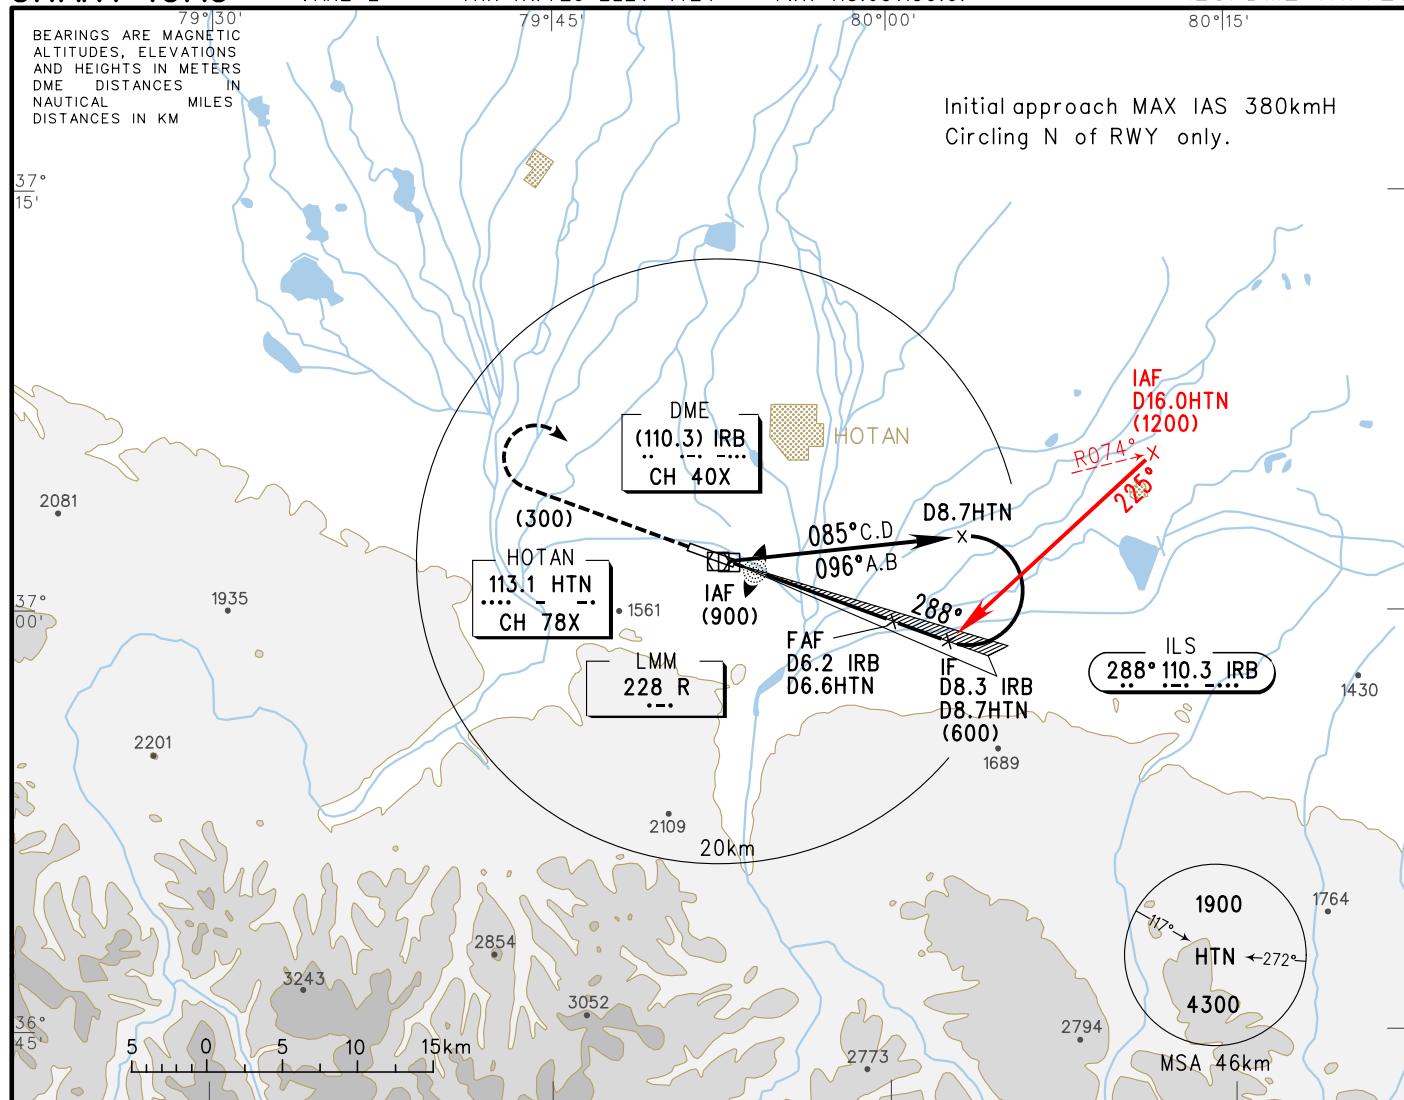 79°30'
79°45'
80°00'
80°15'
BEARINGS ARE MAGNETIC
ALTITUDES, ELEVATIONS
AND HEIGHTS IN METERS
DME DISTANCES IN
NAUTICAL MILES
DISTANCES IN KM
Initial approach MAX IAS 380kmH
Circling N of RWY only.
37°
15'
IAF
D16.0HTN
(1200)
R074°
225°
DME
(110.3) IRB
CH 40X
HOTAN
2081
(300)
D8.7HTN
085° C.D
096° A.B
HOTAN
113.1 HTN
CH 78X
IAF
(900)
288°
1935
1561
37°
00'
FAF
D6.2 IRB
D6.6HTN
IF
D8.3 IRB
D8.7HTN
(600)
LMM
228 R
ILS
288° 110.3 IRB
1430
2201
1689
2109
20km
1900
117°
HTN
272°
4300
MSA 46km
1764
2854
3243
3052
2794
2773
36°
45'
5 0 5 10 15km